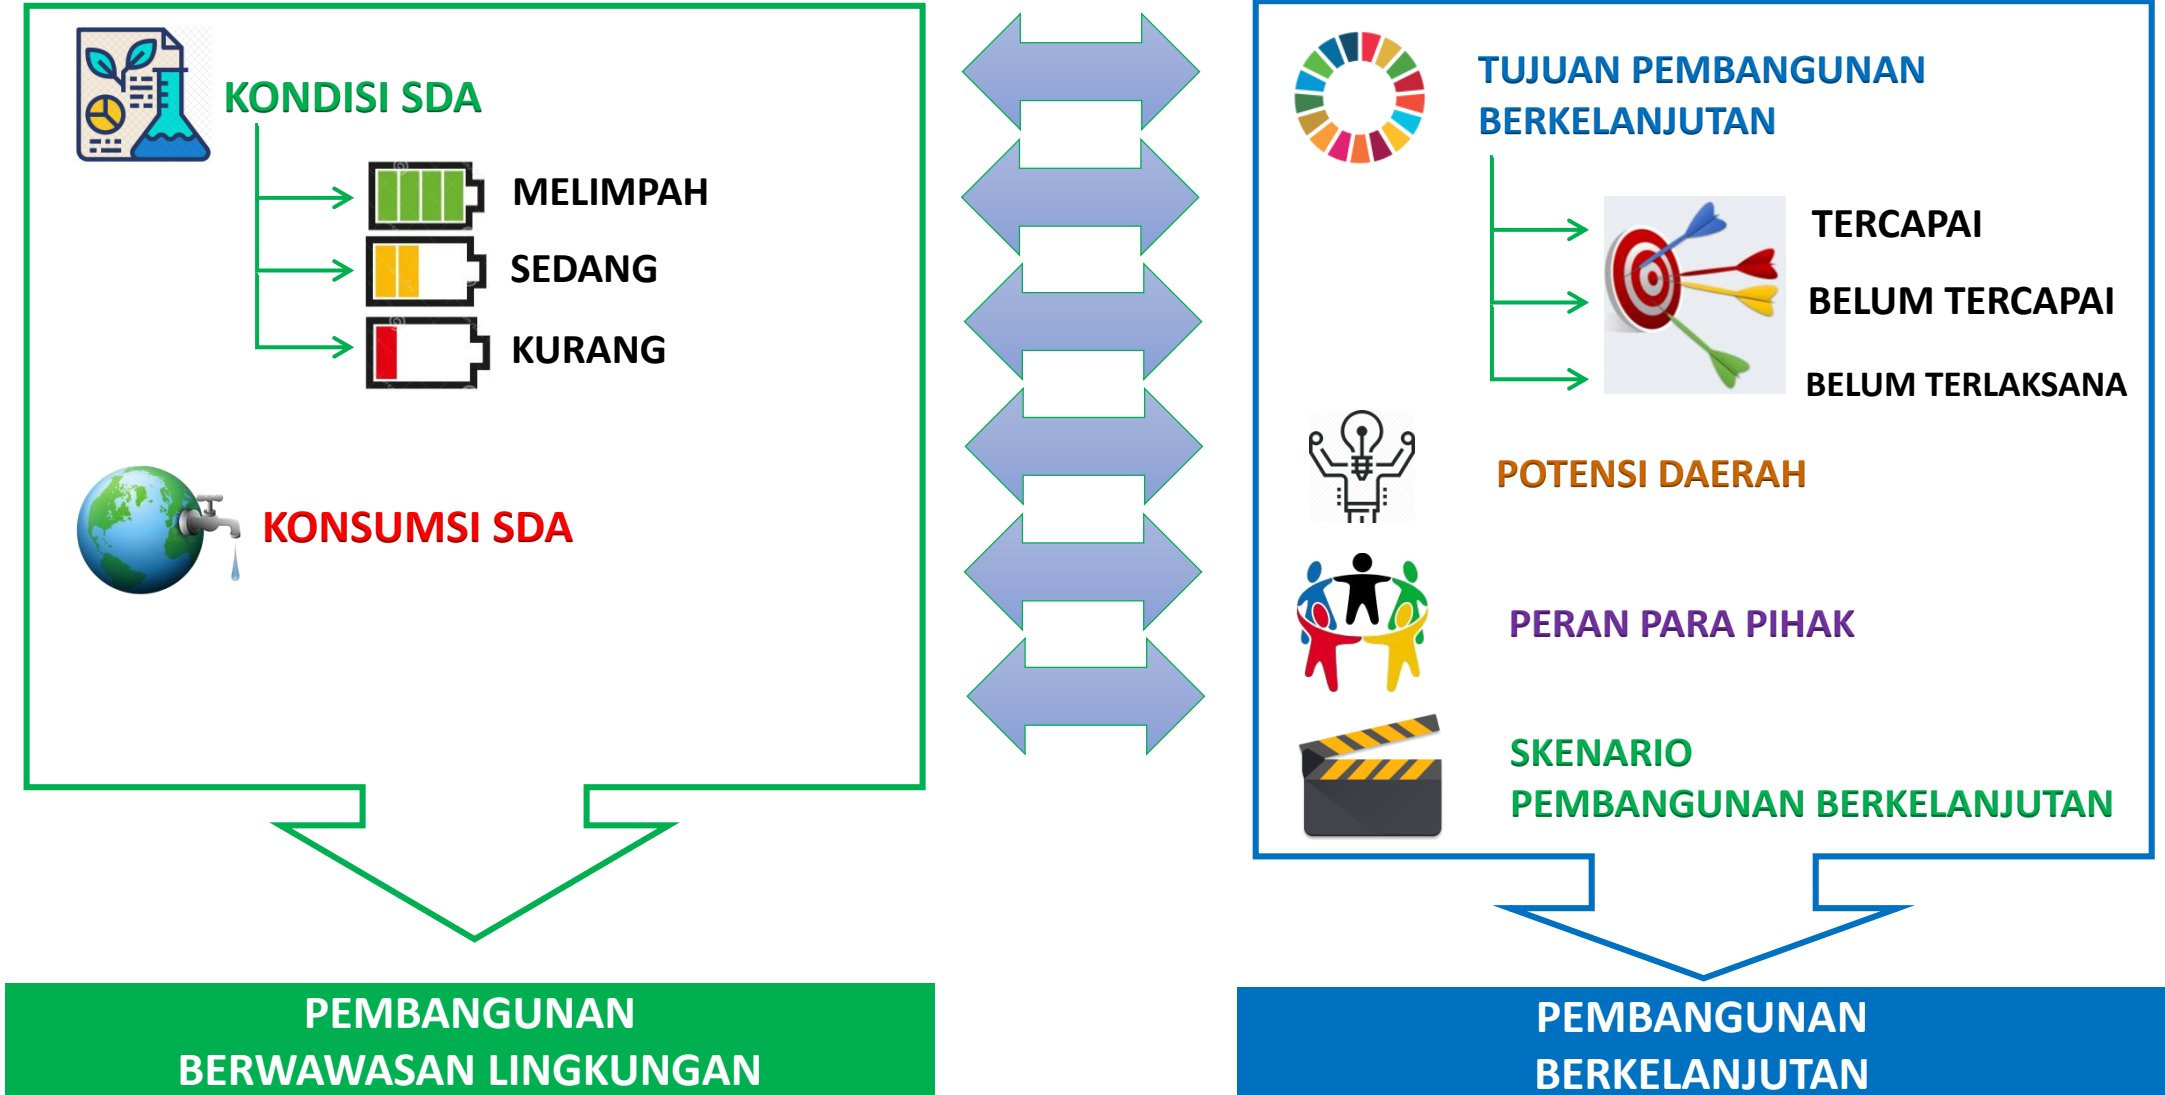 KONDISI SDA
MELIMPAH
SEDANG
KURANG
KONSUMSI SDA
PEMBANGUNAN
BERWAWASAN LINGKUNGAN
TUJUAN PEMBANGUNAN
BERKELANJUTAN
TERCAPAI
BELUM TERCAPAI
BELUM TERLAKSANA
POTENSI DAERAH
PERAN PARA PIHAK
SKENARIO
PEMBANGUNAN BERKELANJUTAN
PEMBANGUNAN
BERKELANJUTAN